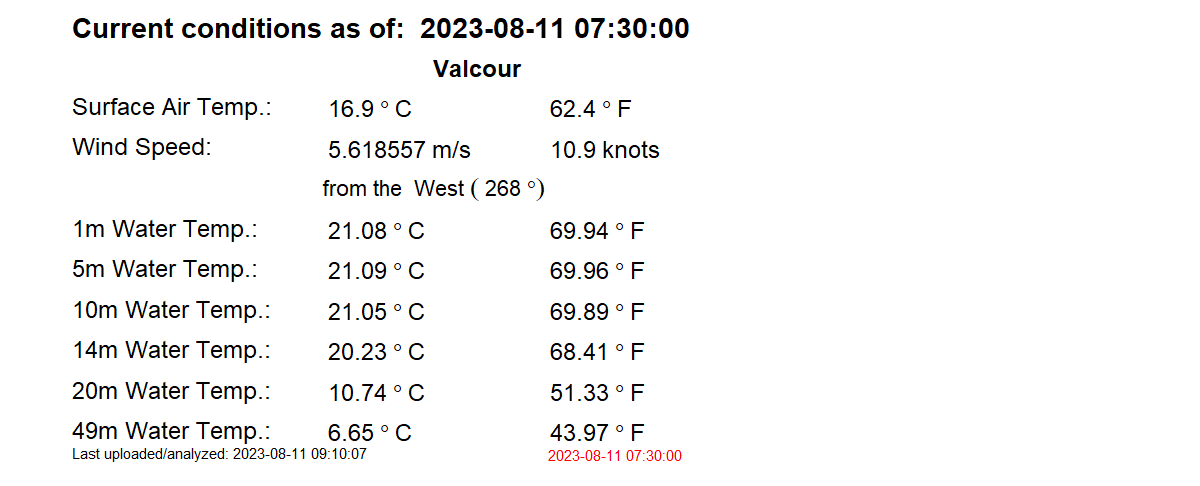 Current conditions as of: 2023-08-11 07:30:00
Valcour
Surface Air Temp.: 16.9 ° C 62.4 ° F
Wind Speed: 5.618557 m/s 10.9 knots
from the West ( 268 °)
1m Water Temp.: 21.08 ° C 69.94 ° F
5m Water Temp.: 21.09 ° C 69.96 ° F
10m Water Temp.: 21.05 ° C 69.89 ° F
14m Water Temp.: 20.23 ° C 68.41 ° F
20m Water Temp.: 10.74 ° C 51.33 ° F
49m Water Temp.: 6.65 ° C 43.97 ° F
Last uploaded/analyzed: 2023-08-11 09:10:07 2023-08-11 07:30:00